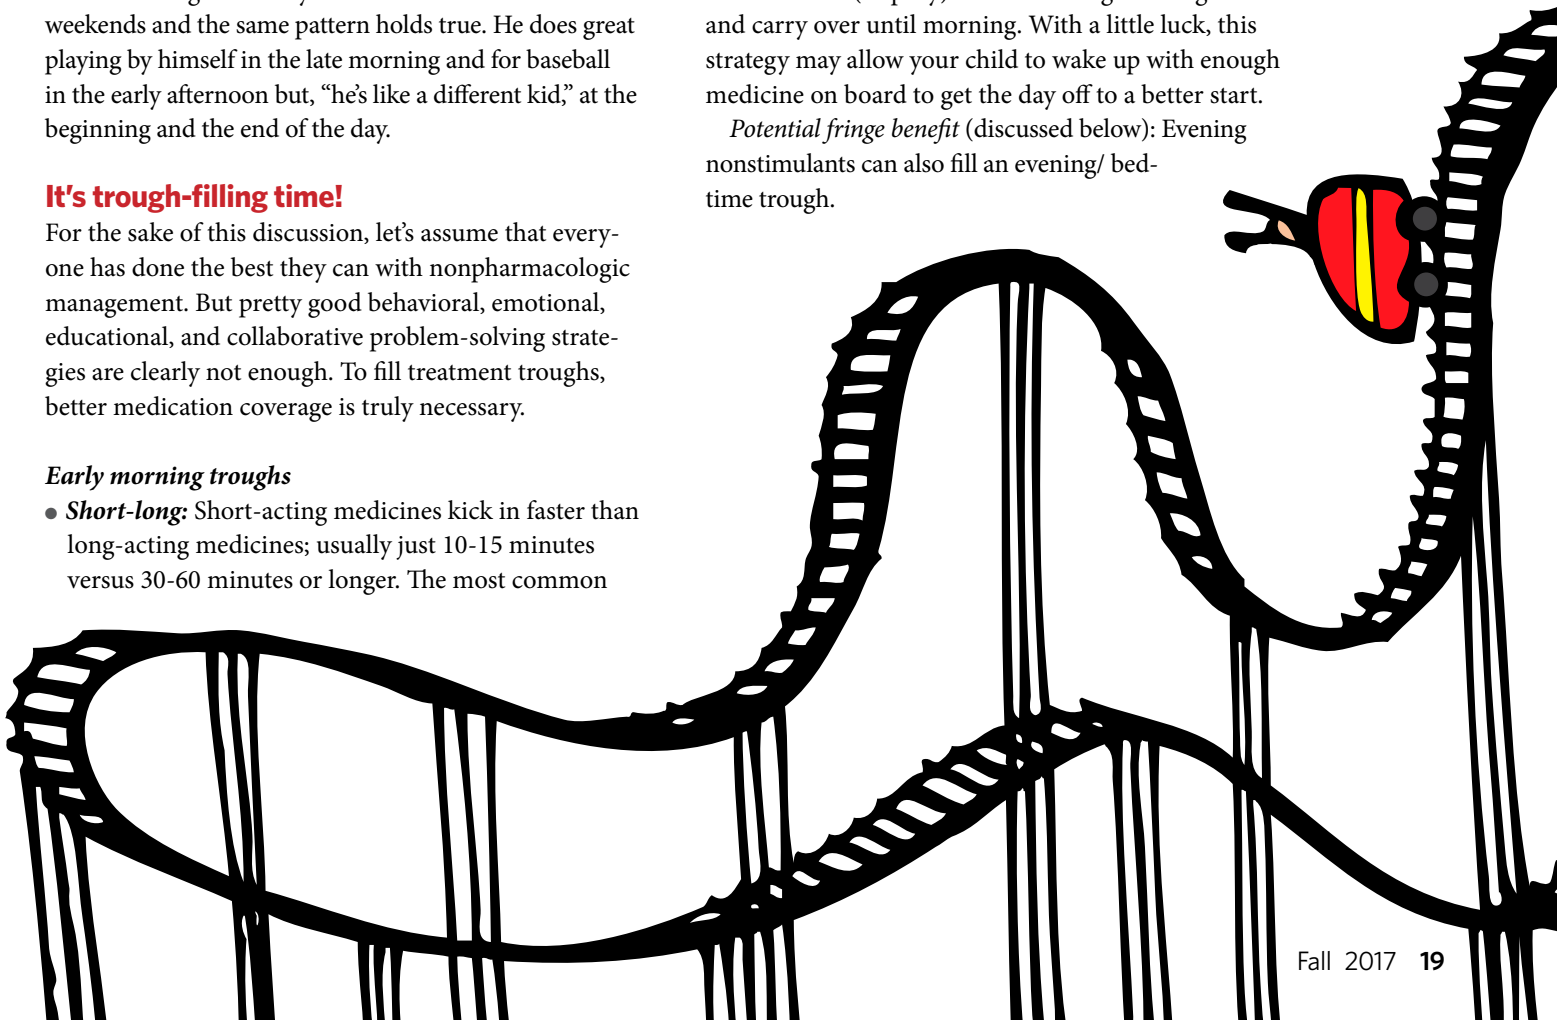 weekends and the same pattern holds true. He does great
playing by himself in the late morning and for baseball
in the early afternoon but, “he’s like a different kid,” at the
beginning and the end of the day.
It’s trough-filling time!
For the sake of this discussion, let’s assume that every-
one has done the best they can with nonpharmacologic
management. But pretty good behavioral, emotional,
educational, and collaborative problem-solving strate-
gies are clearly not enough. To fill treatment troughs,
better medication coverage is truly necessary.
Early morning troughs
● Short-long: Short-acting medicines kick in faster than
long-acting medicines; usually just 10-15 minutes
versus 30-60 minutes or longer. The most common
and carry over until morning. With a little luck, this
strategy may allow your child to wake up with enough
medicine on board to get the day off to a better start.
Potential fringe benefit (discussed below): Evening
nonstimulants can also fill an evening/ bed-
time trough.
Fall 2017 19